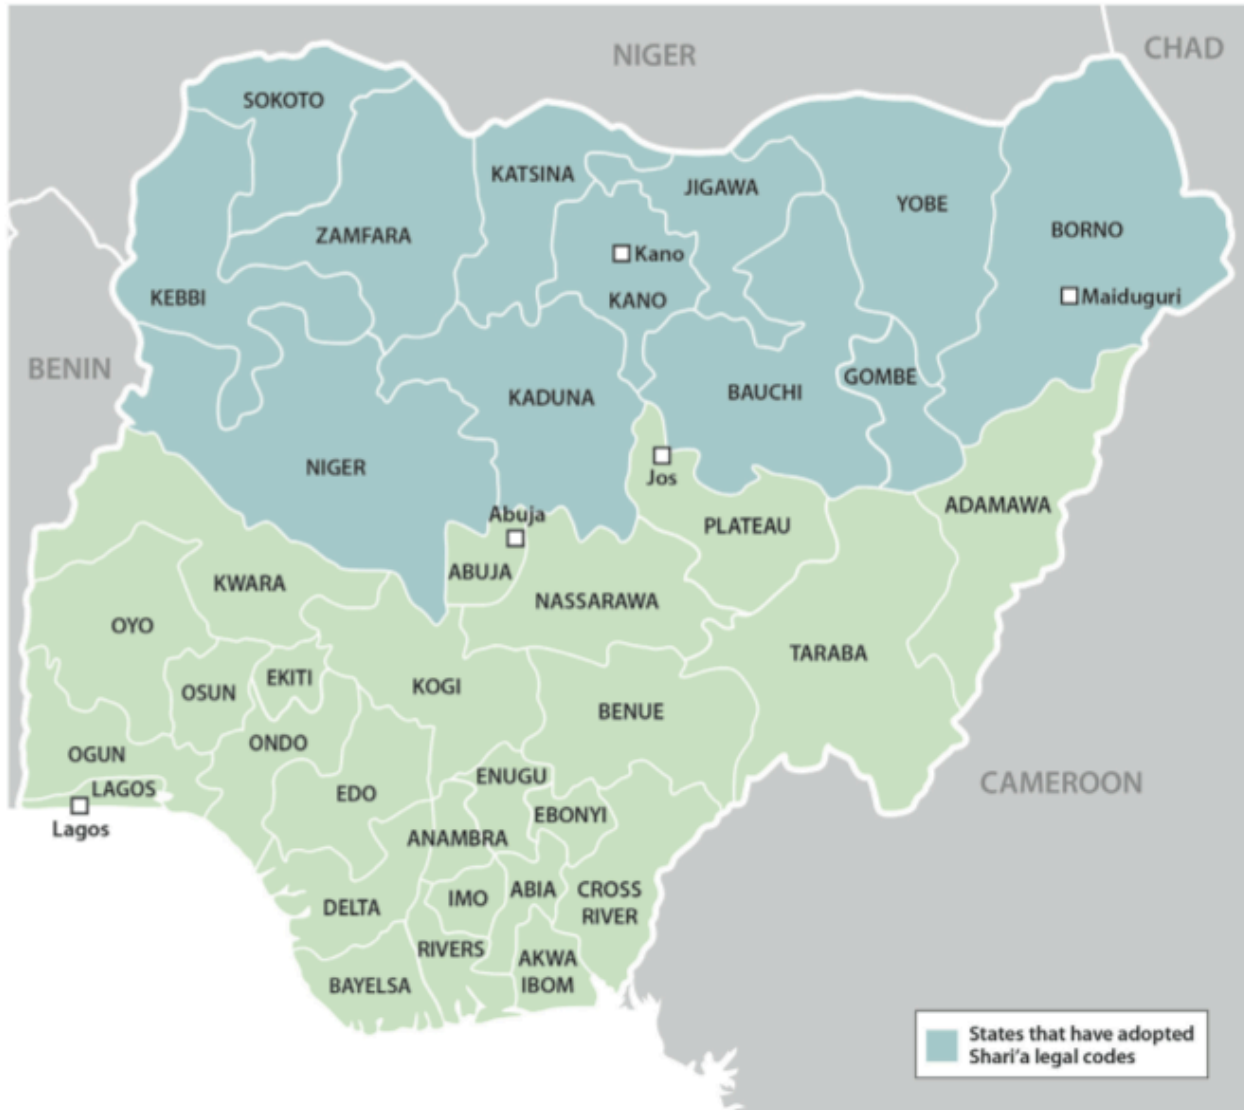 NIGER
CHAD
SOKOTO
KATSINA
JIGAWA
YOBE
ZAMFARA
BORNO
Kano
KEBBI
KANO
Maiduguri
BENIN
KADUNA
BAUCHI
GOMBE
NIGER
Jos
ADAMAWA
Abuja
PLATEAU
ABUJA
KWARA
NASSARAWA
OYO
TARABA
EKITI
OSUN
KOGI
BENUE
OGUN
ONDO
ENUGU
CAMEROON
LAGOS
EDO
EBONYI
Lagos
ANAMBRA
IMO
ABIA
CROSS
RIVER
DELTA
RIVERS
AKWA
IBOM
BAYELSA
States that have adopted
Shari'a legal codes